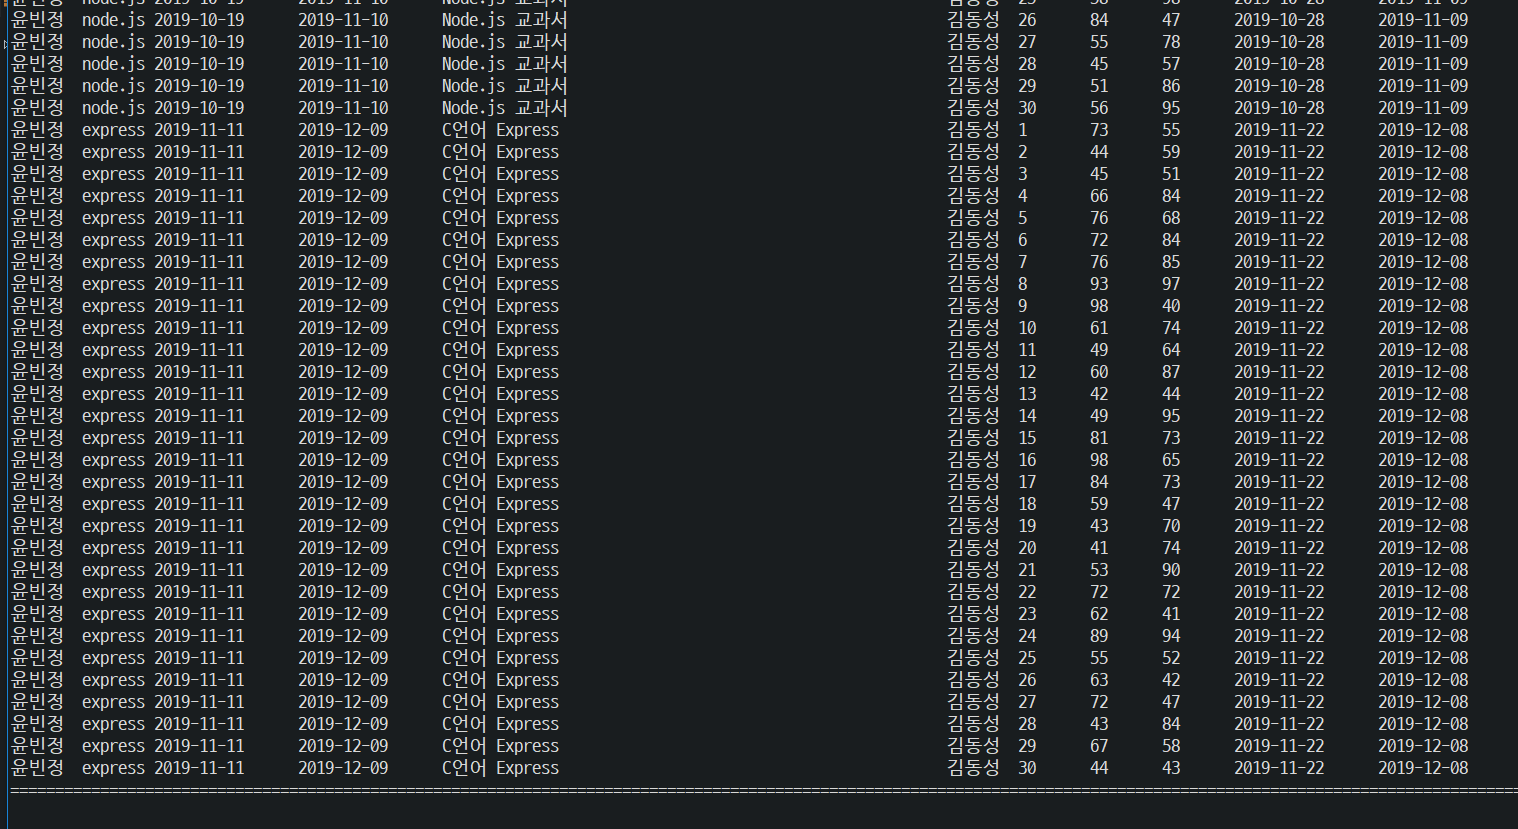 윤빈정 node.js 2019-10-19 2019-11-10 Node.js 교과서 김동성 26 84 47 2019-10-28 2019-11-09
윤빈정 node.js 2019-10-19 2019-11-10 Node.js 교과서 김동성 27 55 78 2019-10-28 2019-11-09
윤빈정 node.js 2019-10-19 2019-11-10 Node.js 교과서 김동성 28 45 57 2019-10-28 2019-11-09
윤빈정 node.js 2019-10-19 2019-11-10 Node.js 교과서 김동성 29 51 86 2019-10-28 2019-11-09
윤빈정 node.js 2019-10-19 2019-11-10 Node.js 교과서 김동성 30 56 95 2019-10-28 2019-11-09
윤빈정 express 2019-11-11 2019-12-09 C언어 Express 김동성 1 73 55 2019-11-22 2019-12-08
윤빈정 express 2019-11-11 2019-12-09 C언어 Express 김동성 2 44 59 2019-11-22 2019-12-08
윤빈정 express 2019-11-11 2019-12-09 C언어 Express 김동성 3 45 51 2019-11-22 2019-12-08
윤빈정 express 2019-11-11 2019-12-09 C언어 Express 김동성 4 66 84 2019-11-22 2019-12-08
윤빈정 express 2019-11-11 2019-12-09 C언어 Express 김동성 5 76 68 2019-11-22 2019-12-08
윤빈정 express 2019-11-11 2019-12-09 C언어 Express 김동성 6 72 84 2019-11-22 2019-12-08
윤빈정 express 2019-11-11 2019-12-09 C언어 Express 김동성 7 76 85 2019-11-22 2019-12-08
윤빈정 express 2019-11-11 2019-12-09 C언어 Express 김동성 8 93 97 2019-11-22 2019-12-08
윤빈정 express 2019-11-11 2019-12-09 C언어 Express 김동성 9 98 40 2019-11-22 2019-12-08
윤빈정 express 2019-11-11 2019-12-09 C언어 Express 김동성 10 61 74 2019-11-22 2019-12-08
윤빈정 express 2019-11-11 2019-12-09 C언어 Express 김동성 11 49 64 2019-11-22 2019-12-08
윤빈정 express 2019-11-11 2019-12-09 C언어 Express 김동성 12 60 87 2019-11-22 2019-12-08
윤빈정 express 2019-11-11 2019-12-09 C언어 Express 김동성 13 42 44 2019-11-22 2019-12-08
윤빈정 express 2019-11-11 2019-12-09 C언어 Express 김동성 14 49 95 2019-11-22 2019-12-08
윤빈정 express 2019-11-11 2019-12-09 C언어 Express 김동성 15 81 73 2019-11-22 2019-12-08
윤빈정 express 2019-11-11 2019-12-09 C언어 Express 김동성 16 98 65 2019-11-22 2019-12-08
윤빈정 express 2019-11-11 2019-12-09 C언어 Express 김동성 17 84 73 2019-11-22 2019-12-08
윤빈정 express 2019-11-11 2019-12-09 C언어 Express 김동성 18 59 47 2019-11-22 2019-12-08
윤빈정 express 2019-11-11 2019-12-09 C언어 Express 김동성 19 43 70 2019-11-22 2019-12-08
윤빈정 express 2019-11-11 2019-12-09 C언어 Express 김동성 20 41 74 2019-11-22 2019-12-08
윤빈정 express 2019-11-11 2019-12-09 C언어 Express 김동성 21 53 90 2019-11-22 2019-12-08
윤빈정 express 2019-11-11 2019-12-09 C언어 Express 김동성 22 72 72 2019-11-22 2019-12-08
윤빈정 express 2019-11-11 2019-12-09 C언어 Express 김동성 23 62 41 2019-11-22 2019-12-08
윤빈정 express 2019-11-11 2019-12-09 C언어 Express 김동성 24 89 94 2019-11-22 2019-12-08
윤빈정 express 2019-11-11 2019-12-09 C언어 Express 김동성 25 55 52 2019-11-22 2019-12-08
윤빈정 express 2019-11-11 2019-12-09 C언어 Express 김동성 26 63 42 2019-11-22 2019-12-08
윤빈정 express 2019-11-11 2019-12-09 C언어 Express 김동성 27 72 47 2019-11-22 2019-12-08
윤빈정 express 2019-11-11 2019-12-09 C언어 Express 김동성 28 43 84 2019-11-22 2019-12-08
윤빈정 express 2019-11-11 2019-12-09 C언어 Express 김동성 29 67 58 2019-11-22 2019-12-08
윤빈정 express 2019-11-11 2019-12-09 C언어 Express 김동성 30 44 43 2019-11-22 2019-12-08